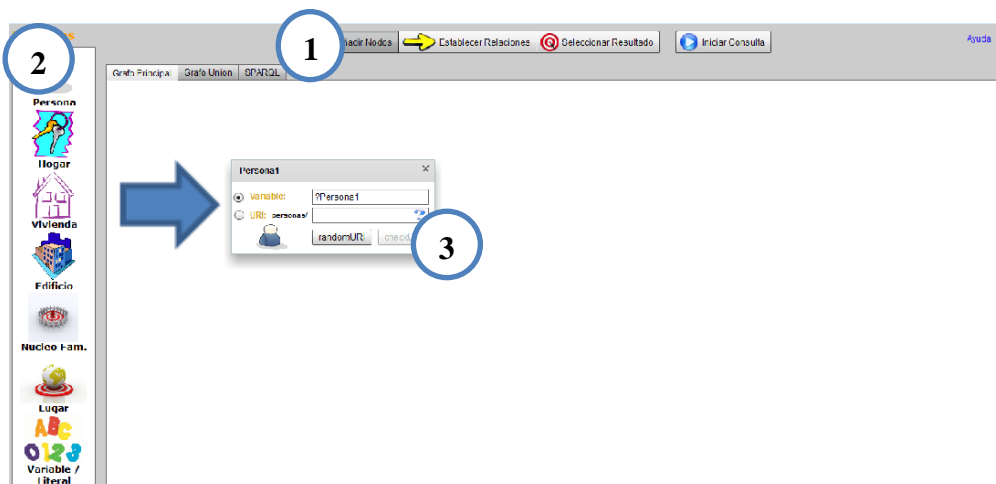 1
2
3
Nodos
Establecer Relaciones
Seleccionar Resultado
Iniciar Consulta
Ayuda
Grafo Principal
Grafo Union
SPARQL
Persona
Hogar
Vivienda
Edificio
Nucleo Fam.
Lugar
ABC
0123
Variable /
Literal
Persona1
×
Variable:
?Persona1
URI: personas/
?
randomURI